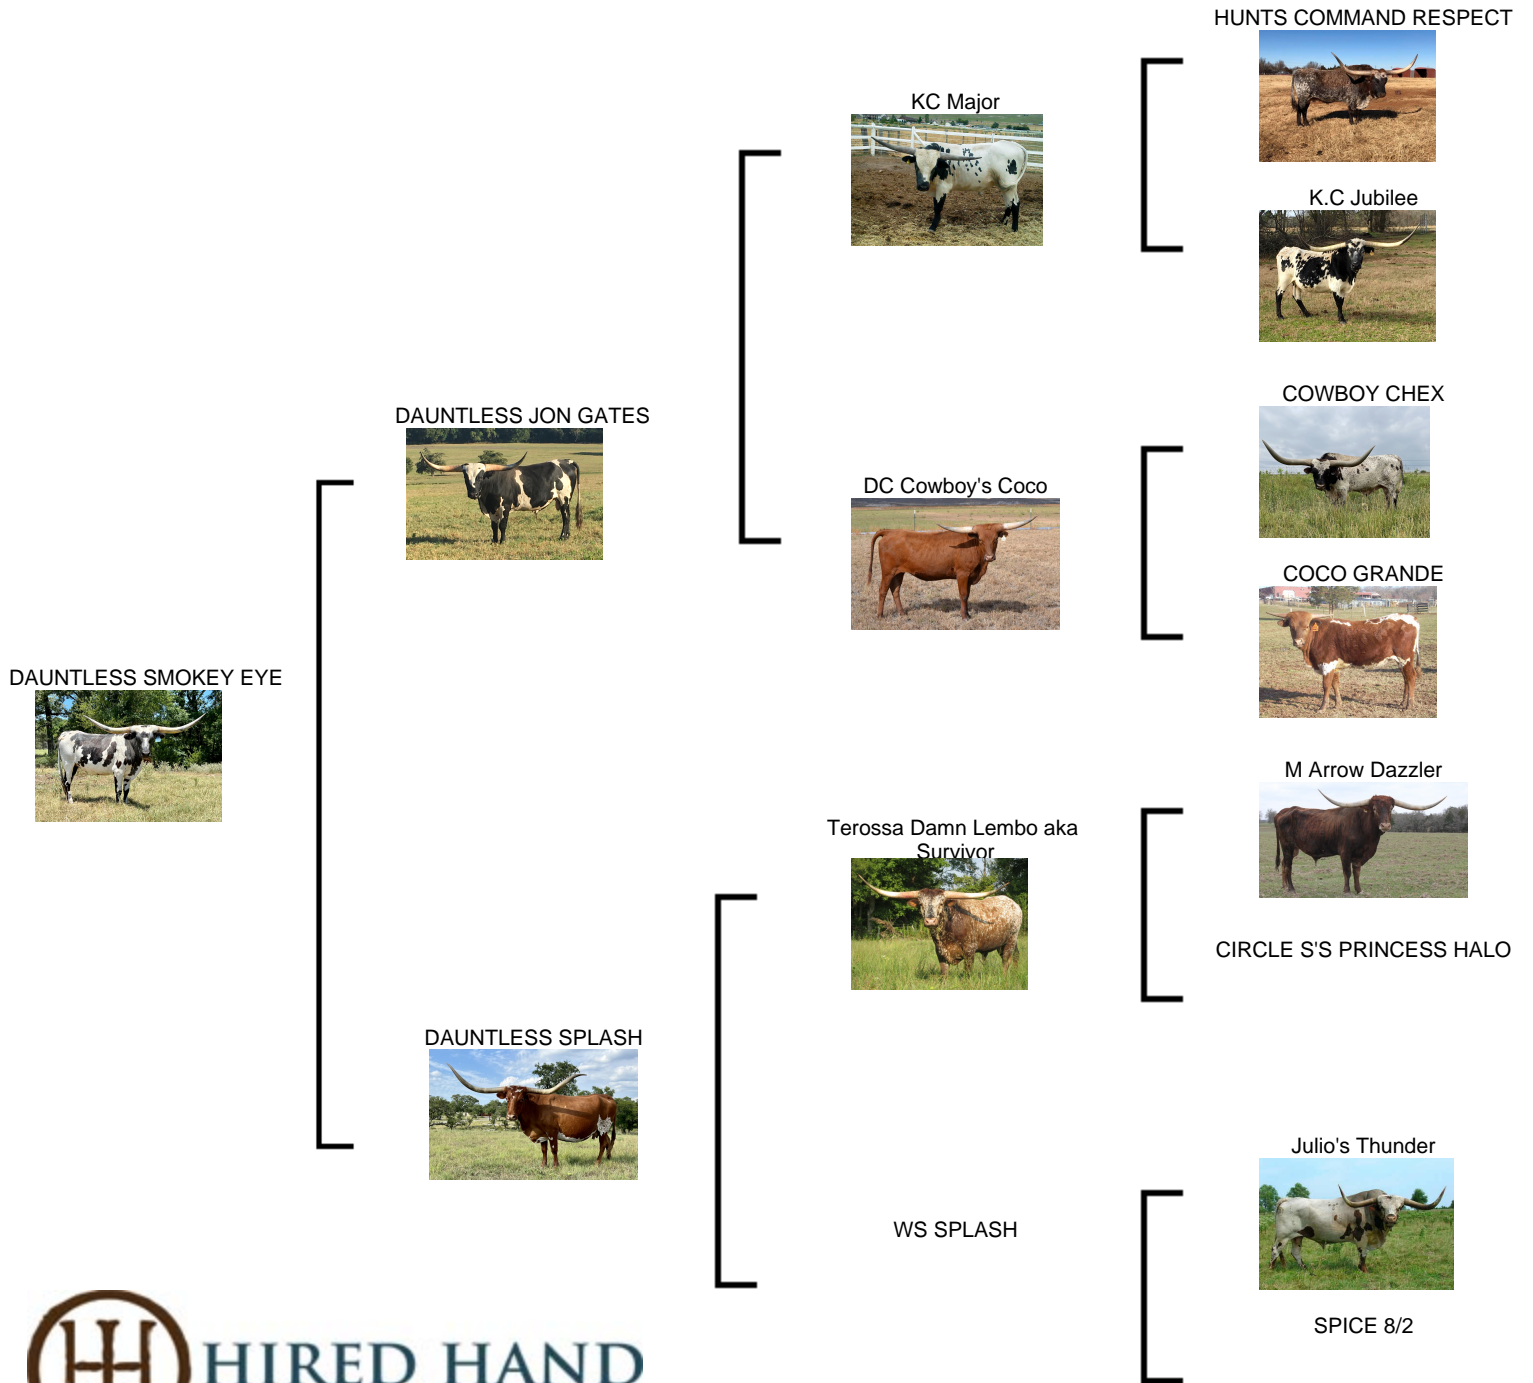 HUNTS COMMAND RESPECT
KC Major
K.C Jubilee
COWBOY CHEX
DAUNTLESS JON GATES
DC Cowboy's Coco
COCO GRANDE
DAUNTLESS SMOKEY EYE
M Arrow Dazzler
Terossa Damn Lembo aka
Survivor
CIRCLE S'S PRINCESS HALO
DAUNTLESS SPLASH
Julio's Thunder
WS SPLASH
SPICE 8/2
HIRED HAND